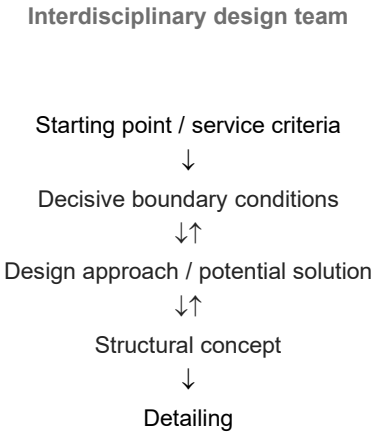 Interdisciplinary design team
Starting point / service criteria
↓
Decisive boundary conditions
↓↑
Design approach / potential solution
↓↑
Structural concept
↓
Detailing